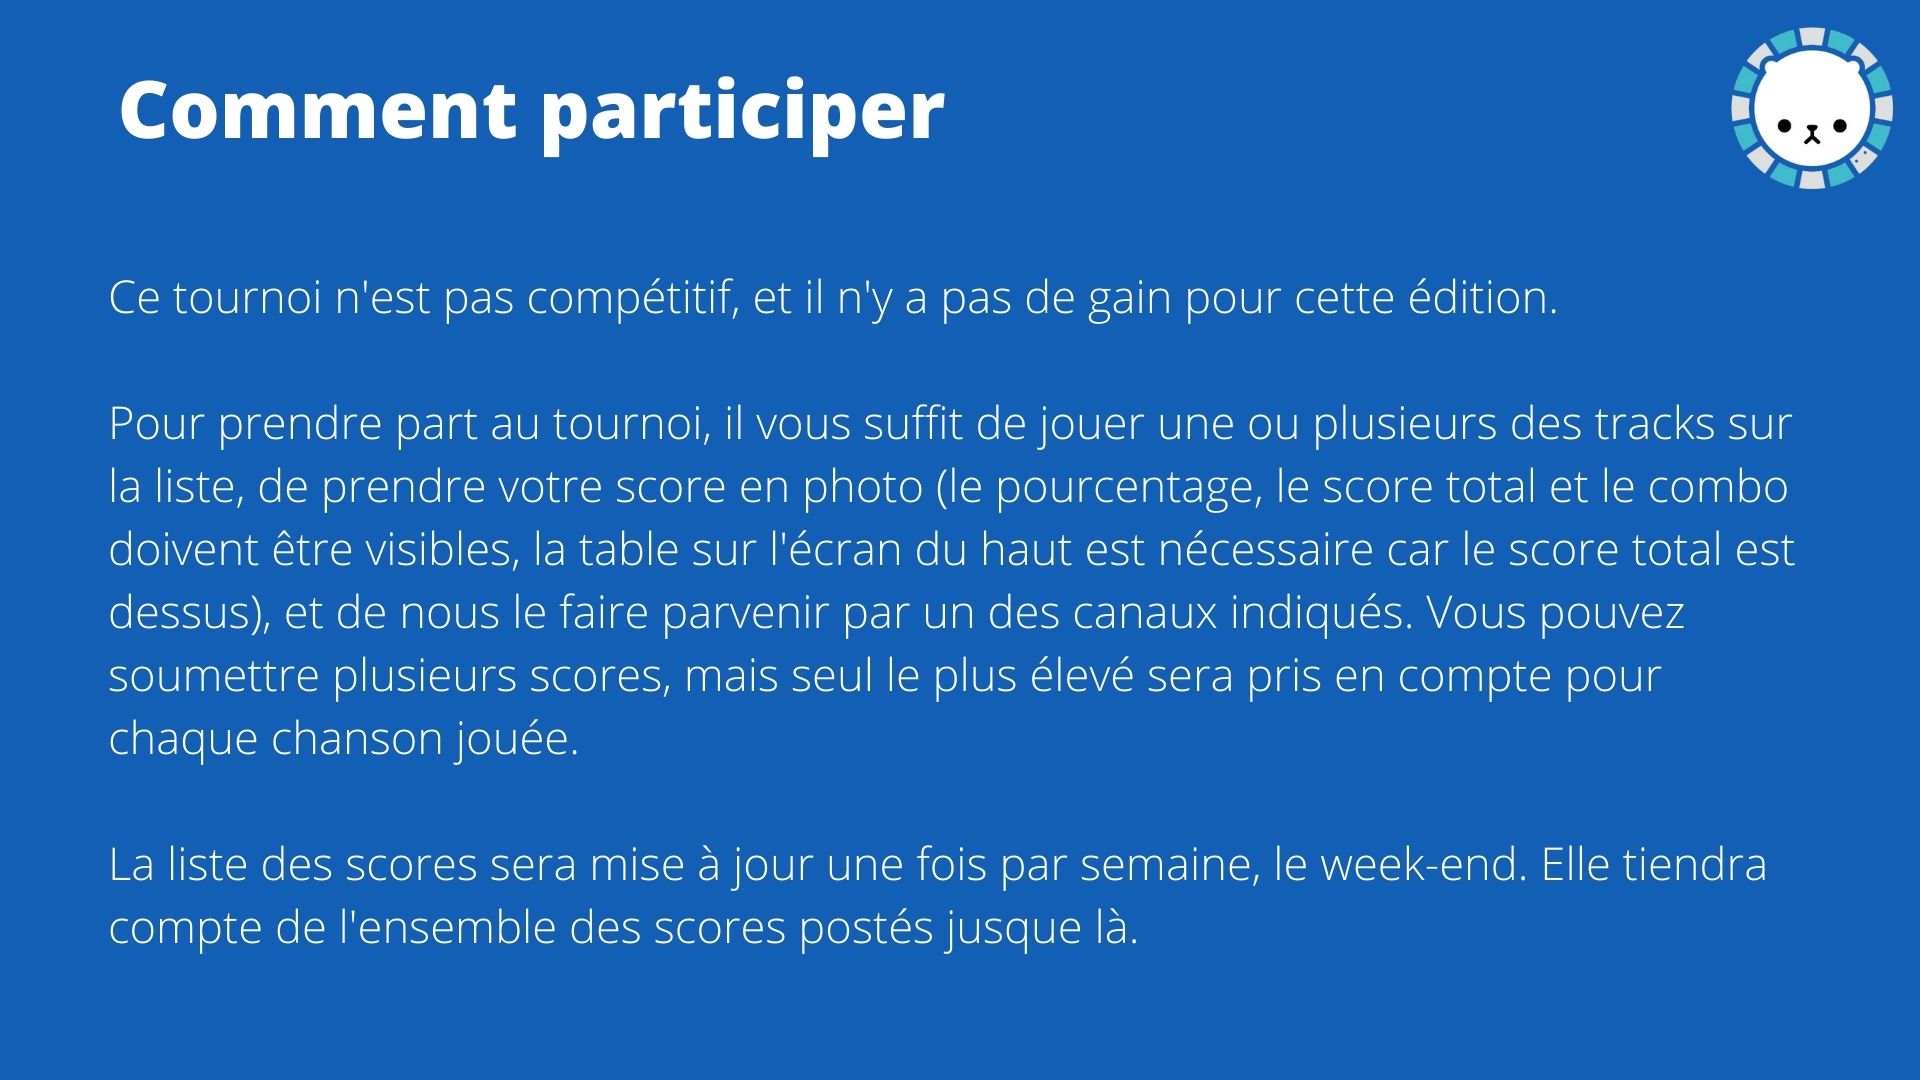 Comment participer
Ce tournoi n'est pas compétitif, et il n'y a pas de gain pour cette édition.
Pour prendre part au tournoi, il vous suffit de jouer une ou plusieurs des tracks sur
la liste, de prendre votre score en photo (le pourcentage, le score total et le combo
doivent être visibles, la table sur l'écran du haut est nécessaire car le score total est
dessus), et de nous le faire parvenir par un des canaux indiqués. Vous pouvez
soumettre plusieurs scores, mais seul le plus élevé sera pris en compte pour
chaque chanson jouée.
La liste des scores sera mise à jour une fois par semaine, le week-end. Elle tiendra
compte de l'ensemble des scores postés jusque là.